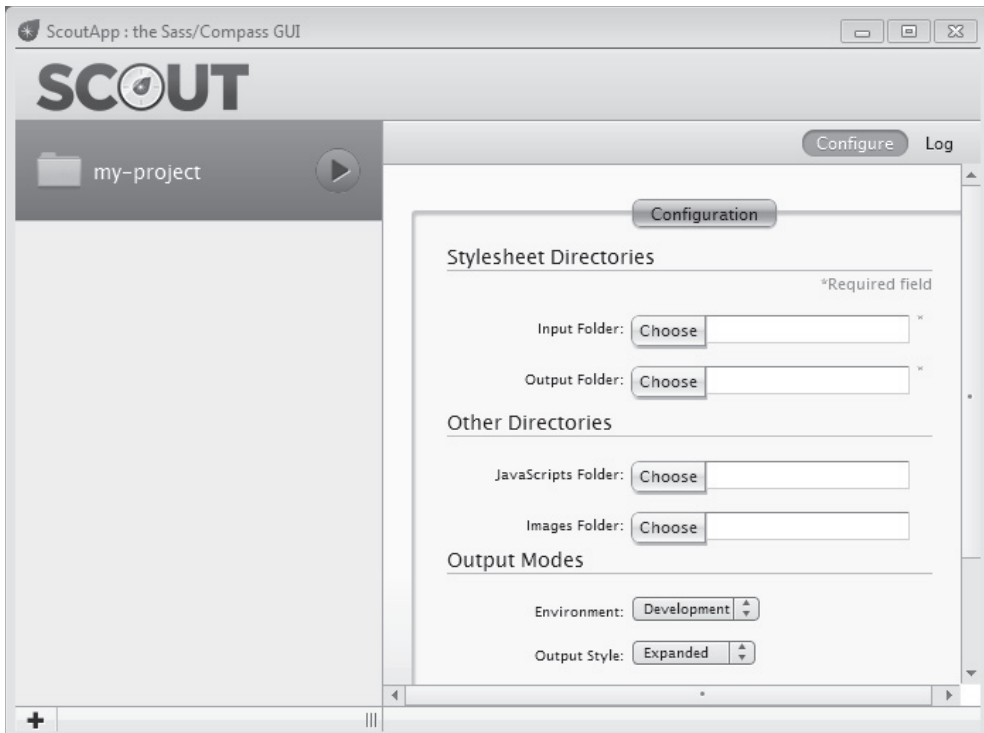 ScoutApp : the Sass/Compass GUI
SCOUT
my-project
Configure Log
Configuration
Stylesheet Directories
*Required field
Input Folder: Choose *
Output Folder: Choose *
Other Directories
JavaScripts Folder: Choose
Images Folder: Choose
Output Modes
Environment: Development
Output Style: Expanded